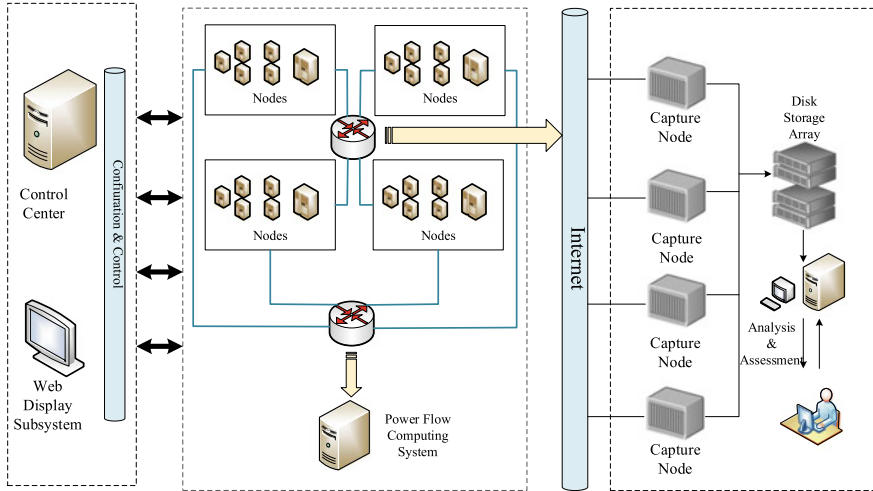 Control
Center
Confiuration & Control
Web
Display
Subsystem
Nodes
Nodes
Nodes
Nodes
Power Flow
Computing
System
Internet
Capture
Node
Capture
Node
Capture
Node
Capture
Node
Disk
Storage
Array
Analysis
&
Assessment